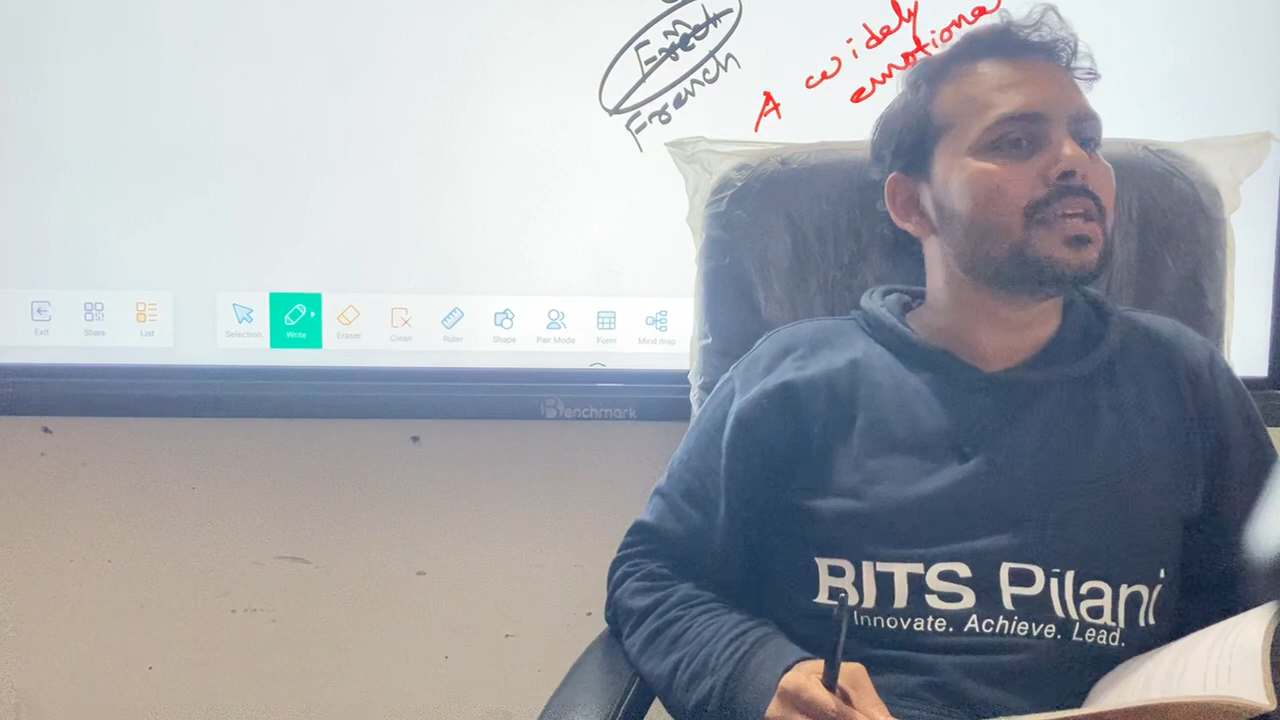 French
A widely
emotional
Exit Share List Selection Write Eraser Clean Ruler Shape Pair Mode Form Mind map
Benchmark
BITS Pilani
Innovate. Achieve. Lead.